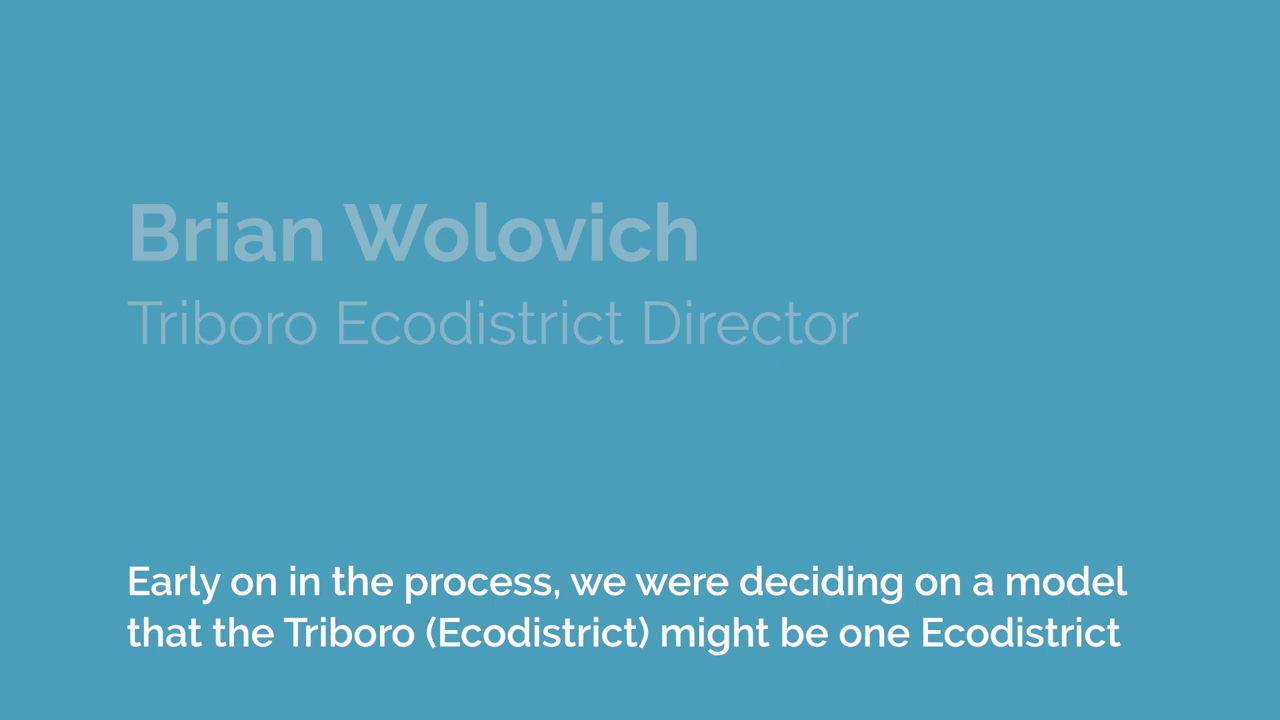 Brian Wolovich
Triboro Ecodistrict Director
Early on in the process, we were deciding on a model
that the Triboro (Ecodistrict) might be one Ecodistrict